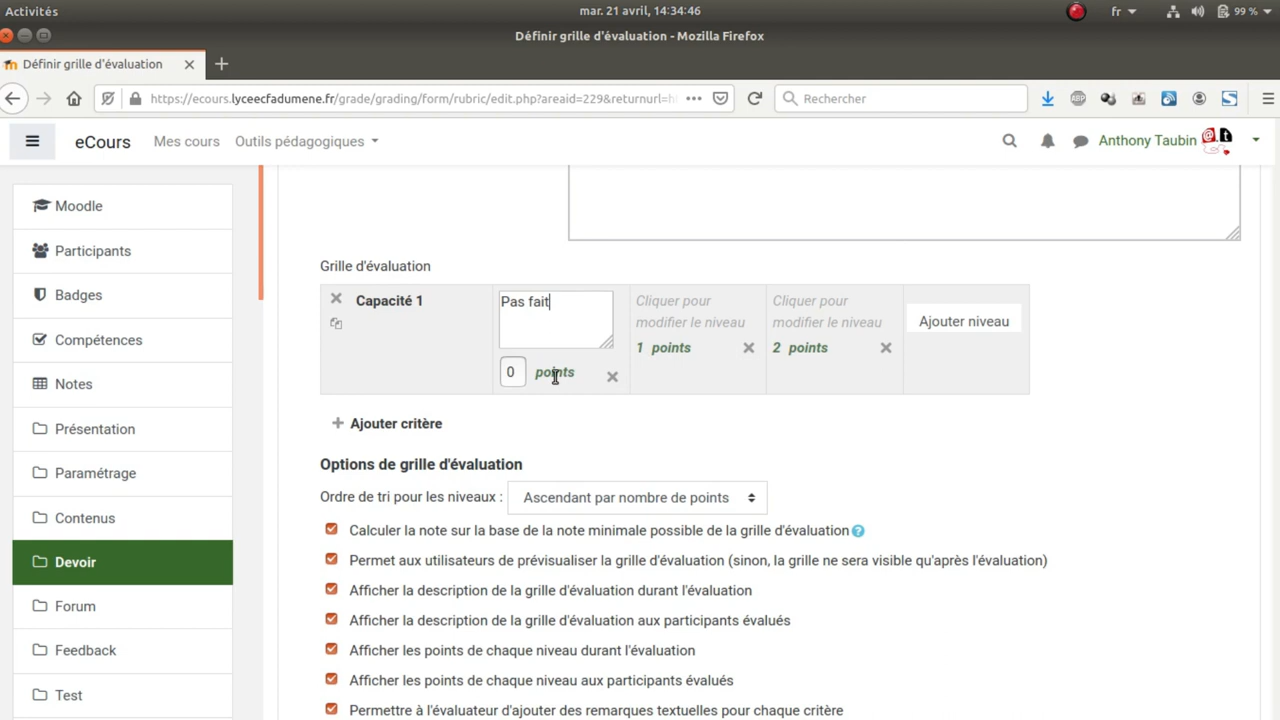 Activités
mar. 21 avril, 14:34:46
fr
99 %
Définir grille d'évaluation - Mozilla Firefox
Définir grille d'évaluation
https://ecours.lyceecfadumene.fr/grade/grading/form/rubric/edit.php?areaid=229&returnurl=h
Rechercher
ABP
eCours
Mes cours
Outils pédagogiques
Anthony Taubin
Moodle
Participants
Badges
Compétences
Notes
Présentation
Paramétrage
Contenus
Devoir
Forum
Feedback
Test
Grille d'évaluation
Capacité 1
Pas fait
0 points
Cliquer pour
modifier le niveau
1 points
Cliquer pour
modifier le niveau
2 points
Ajouter niveau
Ajouter critère
Options de grille d'évaluation
Ordre de tri pour les niveaux :
Ascendant par nombre de points
Calculer la note sur la base de la note minimale possible de la grille d'évaluation
Permet aux utilisateurs de prévisualiser la grille d'évaluation (sinon, la grille ne sera visible qu'après l'évaluation)
Afficher la description de la grille d'évaluation durant l'évaluation
Afficher la description de la grille d'évaluation aux participants évalués
Afficher les points de chaque niveau durant l'évaluation
Afficher les points de chaque niveau aux participants évalués
Permettre à l'évaluateur d'ajouter des remarques textuelles pour chaque critère